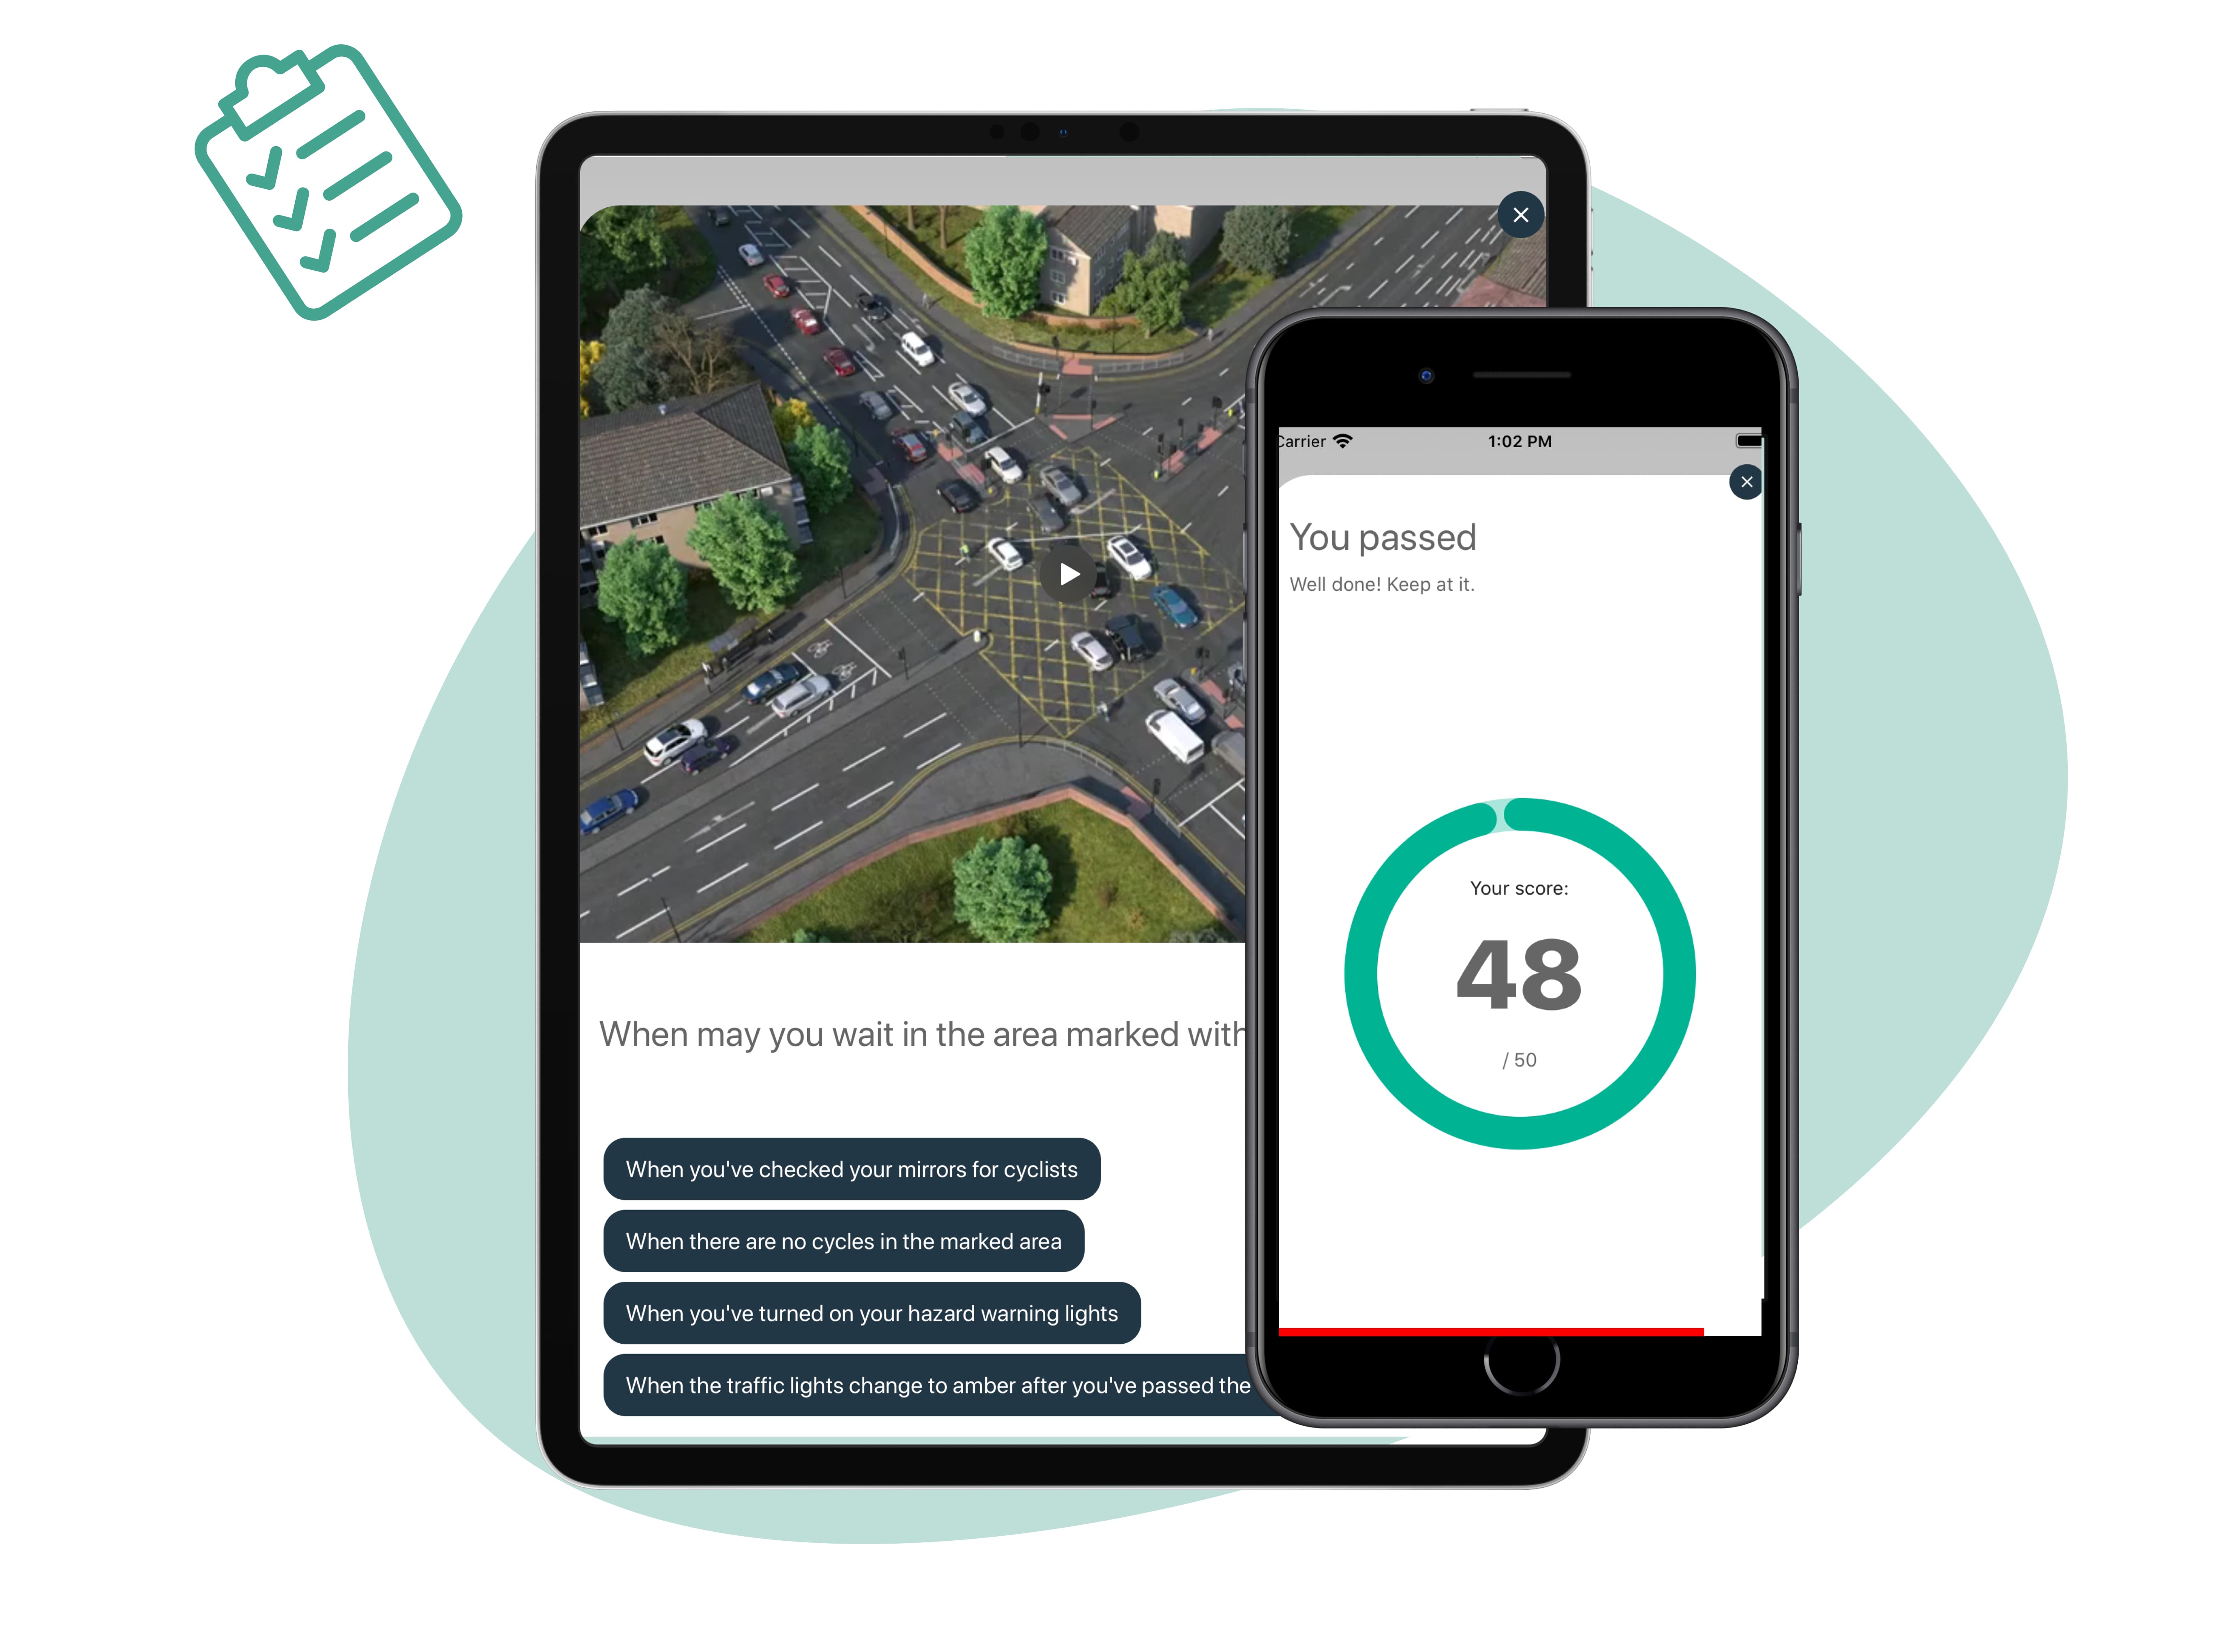 When may you wait in the area marked with
When you've checked your mirrors for cyclists
When there are no cycles in the marked area
When you've turned on your hazard warning lights
When the traffic lights change to amber after you've passed the
Carrier
1:02 PM
You passed
Well done! Keep at it.
Your score:
48
/ 50